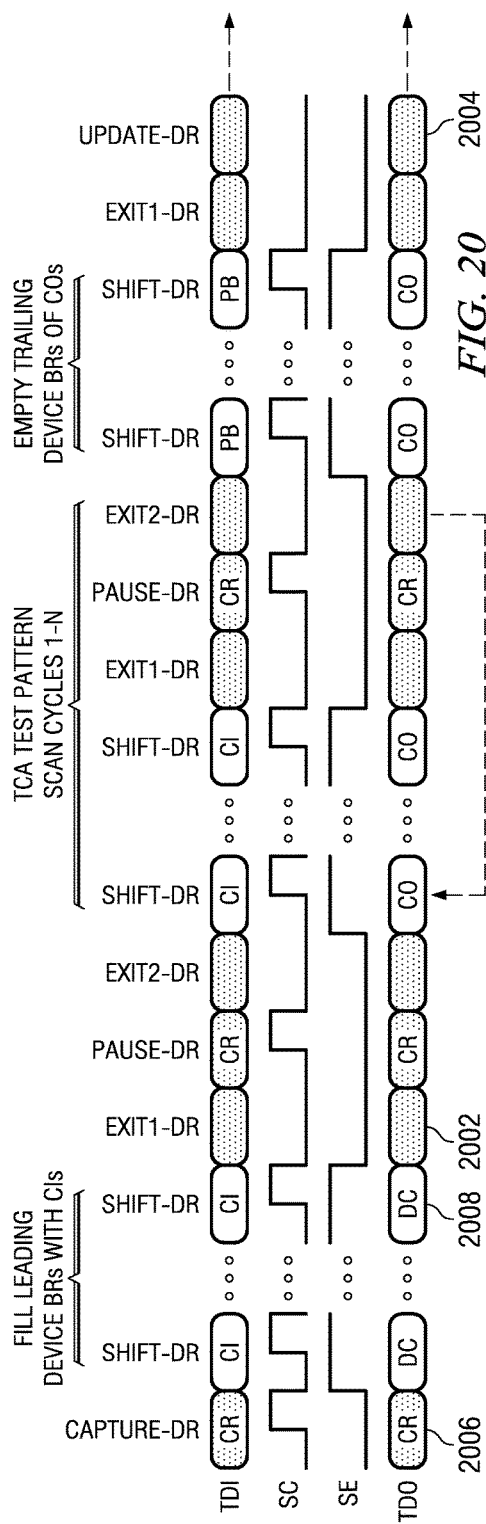 FILL LEADING
DEVICE BRs WITH CIs
TCA TEST PATTERN
SCAN CYCLES 1-N
EMPTY TRAILING
DEVICE BRs OF COs
CAPTURE-DR
SHIFT-DR
SHIFT-DR
EXIT1-DR
PAUSE-DR
EXIT2-DR
SHIFT-DR
SHIFT-DR
EXIT1-DR
PAUSE-DR
EXIT2-DR
SHIFT-DR
SHIFT-DR
EXIT1-DR
UPDATE-DR
TDI CR CI CI CR CI CI CR PB PB
SC
SE
TDO CR DC DC CR CO CO CR CO CO
2006
2008
2002
2004
FIG. 20